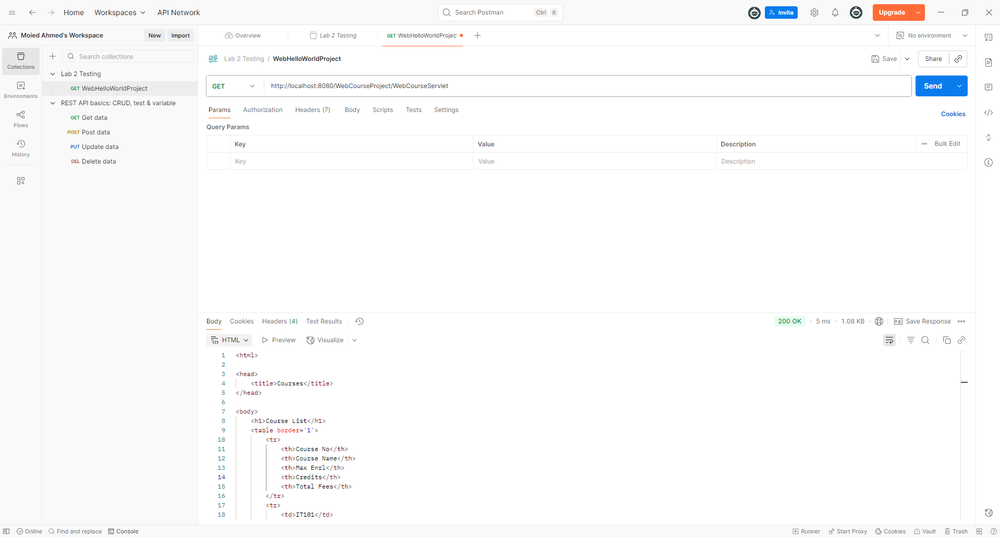 Home Workspaces API Network Search Postman Ctrl K Invite Upgrade
Moied Ahmed's Workspace New Import Overview Lab 2 Testing GET WebHelloWorldProjec No environment
Collections
Environments
Flows
History
Search collections
Lab 2 Testing
GET WebHelloWorldProject
REST API basics: CRUD, test & variable
GET Get data
POST Post data
PUT Update data
DEL Delete data
HTTP Lab 2 Testing / WebHelloWorldProject Save Share
GET http://localhost:8080/WebCourseProject/WebCourseServlet Send
Params Authorization Headers (7) Body Scripts Tests Settings Cookies
Query Params
Key Value Description Bulk Edit
Key Value Description
Body Cookies Headers (4) Test Results 200 OK • 5 ms • 1.08 KB • e.g. Save Response
HTML Preview Visualize
1 <html>
2
3 <head>
4 <title>Courses</title>
5 </head>
6
7 <body>
8 <h1>Course List</h1>
9 <table border='1'>
10 <tr>
11 <th>Course No</th>
12 <th>Course Name</th>
13 <th>Max Enrl</th>
14 <th>Credits</th>
15 <th>Total Fees</th>
16 </tr>
17 <tr>
18 <td>IT101</td>
Online Find and replace Console Runner Start Proxy Cookies Vault Trash